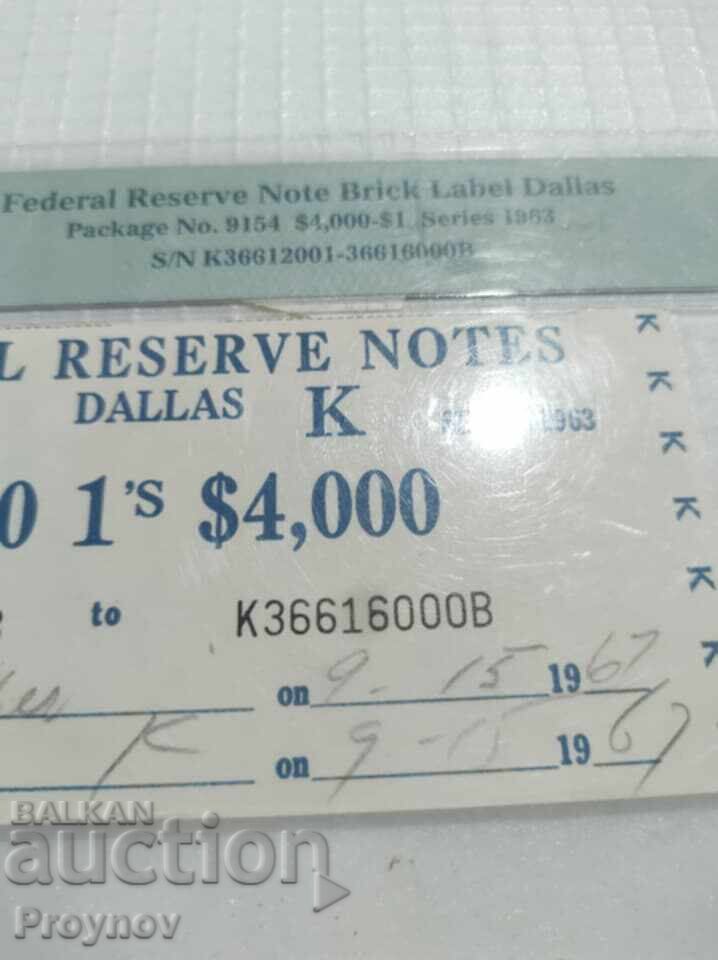 Federal Reserve Note Brick Label Dallas
Package No. 9154 $4,000-$1 Series 1963
S/N K36612001-36616000B
L RESERVE NOTES
DALLAS K 1963
0 1'S $4,000
to K36616000B
on 9-15 1967
K on 9-15 1967
K
K
K
K
K
K
BALKAN
auction
Proynov